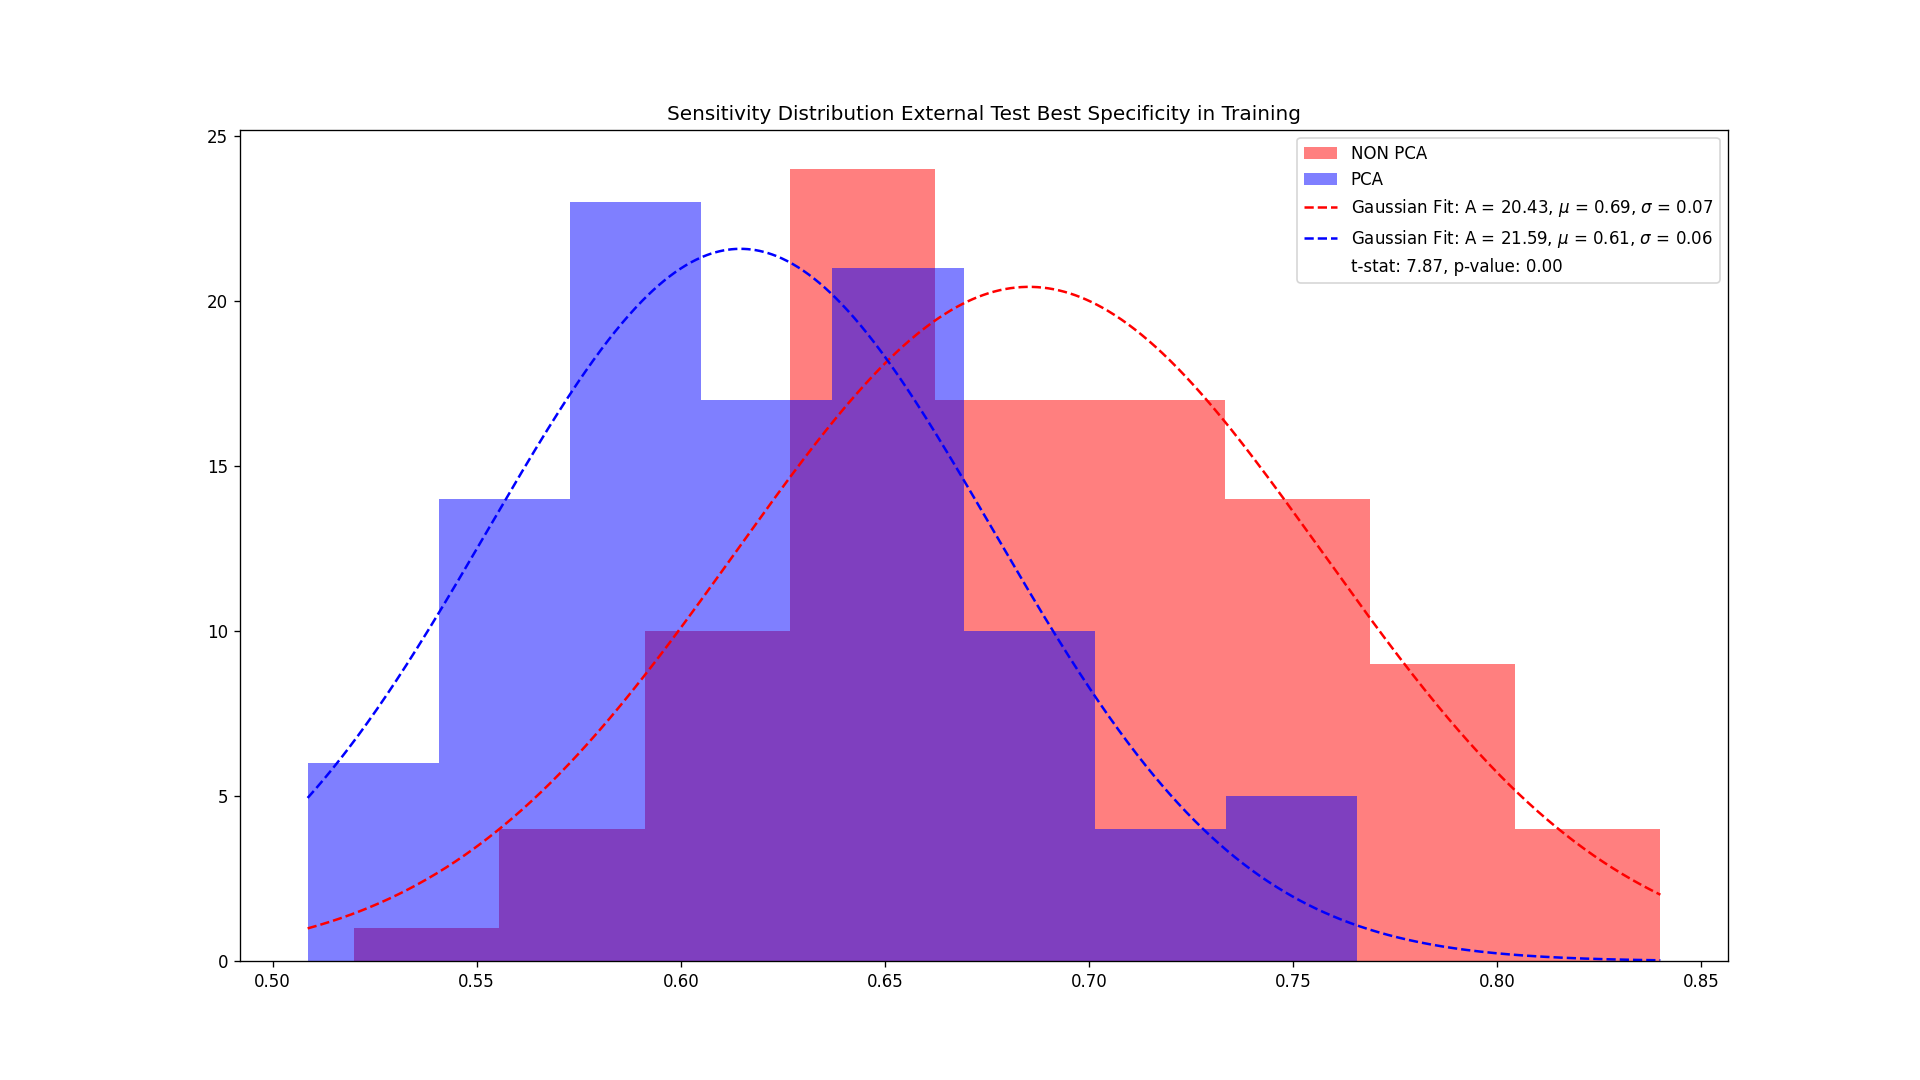 Sensitivity Distribution External Test Best Specificity in Training
25
20
15
10
5
0
NON PCA
PCA
Gaussian Fit: A = 20.43, μ = 0.69, σ = 0.07
Gaussian Fit: A = 21.59, μ = 0.61, σ = 0.06
t-stat: 7.87, p-value: 0.00
0.50 0.55 0.60 0.65 0.70 0.75 0.80 0.85